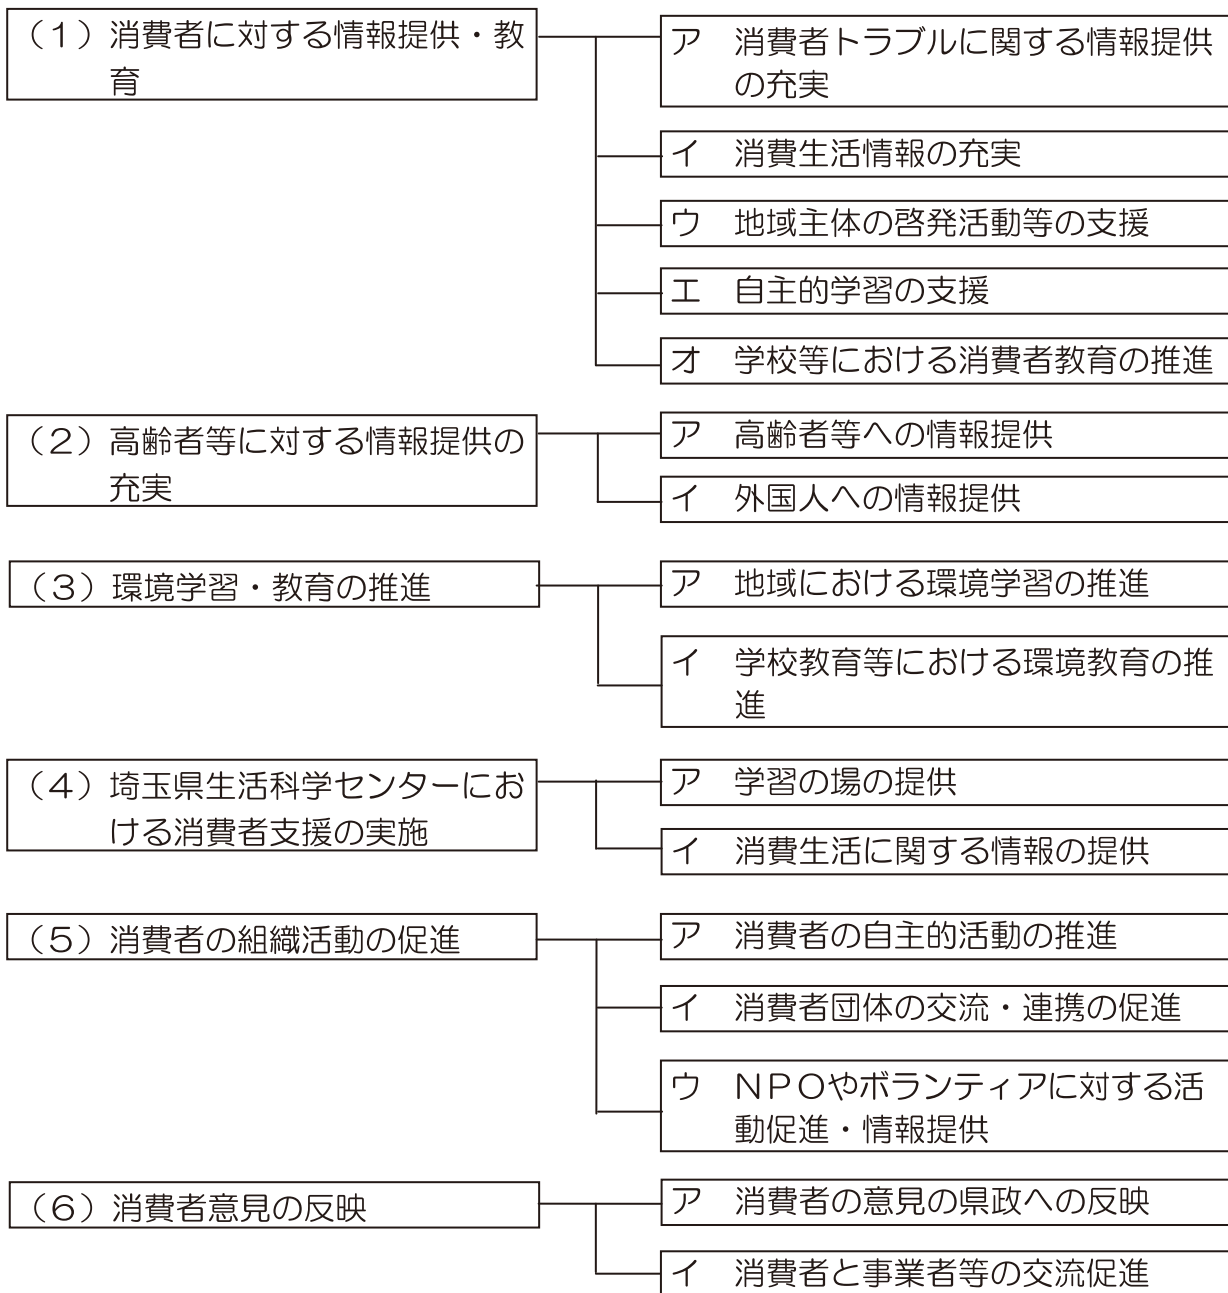 （１）消費者に対する情報提供・教
育
ア　消費者トラブルに関する情報提供
の充実
イ　消費生活情報の充実
ウ　地域主体の啓発活動等の支援
エ　自主的学習の支援
オ　学校等における消費者教育の推進
（２）高齢者等に対する情報提供の
充実
ア　高齢者等への情報提供
イ　外国人への情報提供
（３）環境学習・教育の推進
ア　地域における環境学習の推進
イ　学校教育等における環境教育の推
進
（４）埼玉県生活科学センターにお
ける消費者支援の実施
ア　学習の場の提供
イ　消費生活に関する情報の提供
（５）消費者の組織活動の促進
ア　消費者の自主的活動の推進
イ　消費者団体の交流・連携の促進
ウ　ＮＰＯやボランティアに対する活
動促進・情報提供
（６）消費者意見の反映
ア　消費者の意見の県政への反映
イ　消費者と事業者等の交流促進